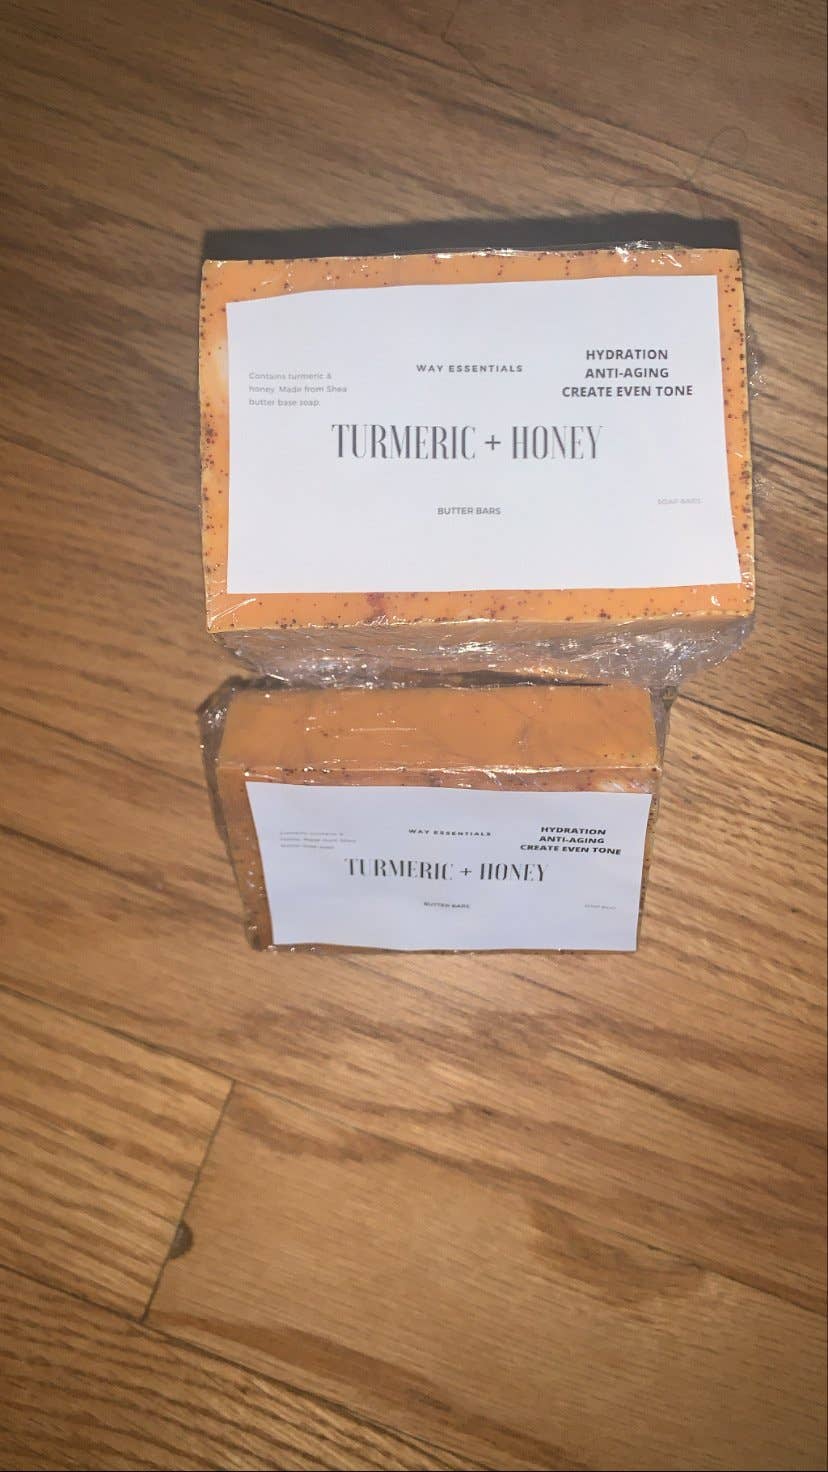 Contains turmeric &
honey. Made from Shea
butter base soap.
WAY ESSENTIALS
HYDRATION
ANTI-AGING
CREATE EVEN TONE
TURMERIC + HONEY
BUTTER BARS
SOAP BARS
WAY ESSENTIALS
HYDRATION
ANTI-AGING
CREATE EVEN TONE
TURMERIC + HONEY
BUTTER BARS